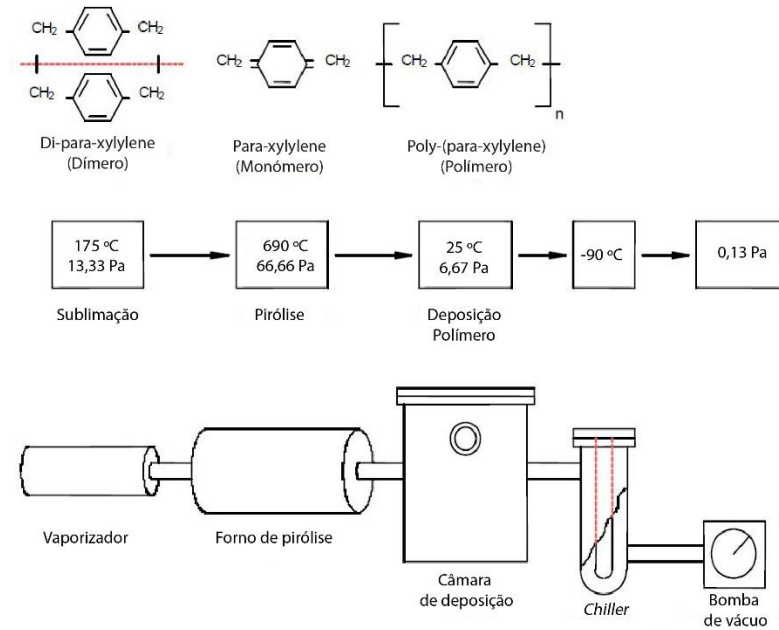 CH₂ CH₂
CH₂ CH₂
Di-para-xylylene
(Dímero)
CH₂ CH₂
Para-xylylene
(Monómero)
CH₂ CH₂
n
Poly-(para-xylylene)
(Polímero)
175 ºC
13,33 Pa
Sublimação
690 ºC
66,66 Pa
Pirólise
25 ºC
6,67 Pa
Deposição
Polímero
-90 ºC
0,13 Pa
Vaporizador
Forno de pirólise
Câmara
de deposição
Chiller
Bomba
de vácuo